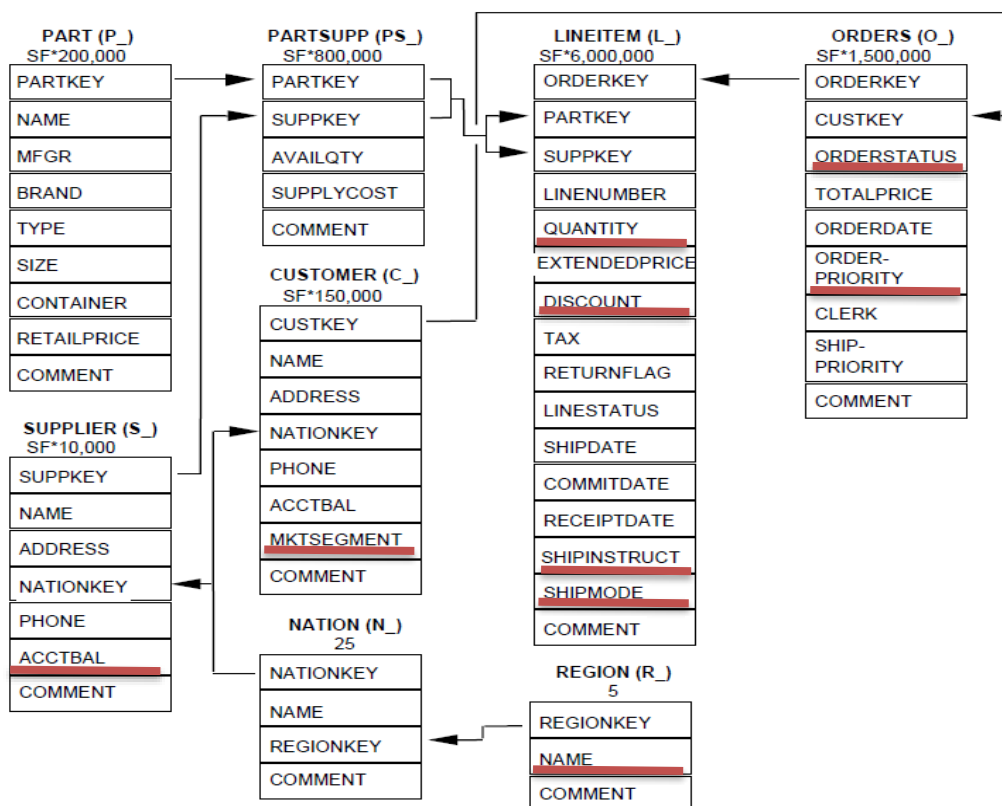 PART (P_)
SF*200,000
PARTKEY
NAME
MFGR
BRAND
TYPE
SIZE
CONTAINER
RETAILPRICE
COMMENT
SUPPLIER (S_)
SF*10,000
SUPPKEY
NAME
ADDRESS
NATIONKEY
PHONE
ACCTBAL
COMMENT
PARTSUPP (PS_)
SF*800,000
PARTKEY
SUPPKEY
AVAILQTY
SUPPLYCOST
COMMENT
CUSTOMER (C_)
SF*150,000
CUSTKEY
NAME
ADDRESS
NATIONKEY
PHONE
ACCTBAL
MKTSEGMENT
COMMENT
NATION (N_)
25
NATIONKEY
NAME
REGIONKEY
COMMENT
LINEITEM (L_)
SF*6,000,000
ORDERKEY
PARTKEY
SUPPKEY
LINENUMBER
QUANTITY
EXTENDEDPRICE
DISCOUNT
TAX
RETURNFLAG
LINESTATUS
SHIPDATE
COMMITDATE
RECEIPTDATE
SHIPINSTRUCT
SHIPMODE
COMMENT
REGION (R_)
5
REGIONKEY
NAME
COMMENT
ORDERS (O_)
SF*1,500,000
ORDERKEY
CUSTKEY
ORDERSTATUS
TOTALPRICE
ORDERDATE
ORDER-
PRIORITY
CLERK
SHIP-
PRIORITY
COMMENT